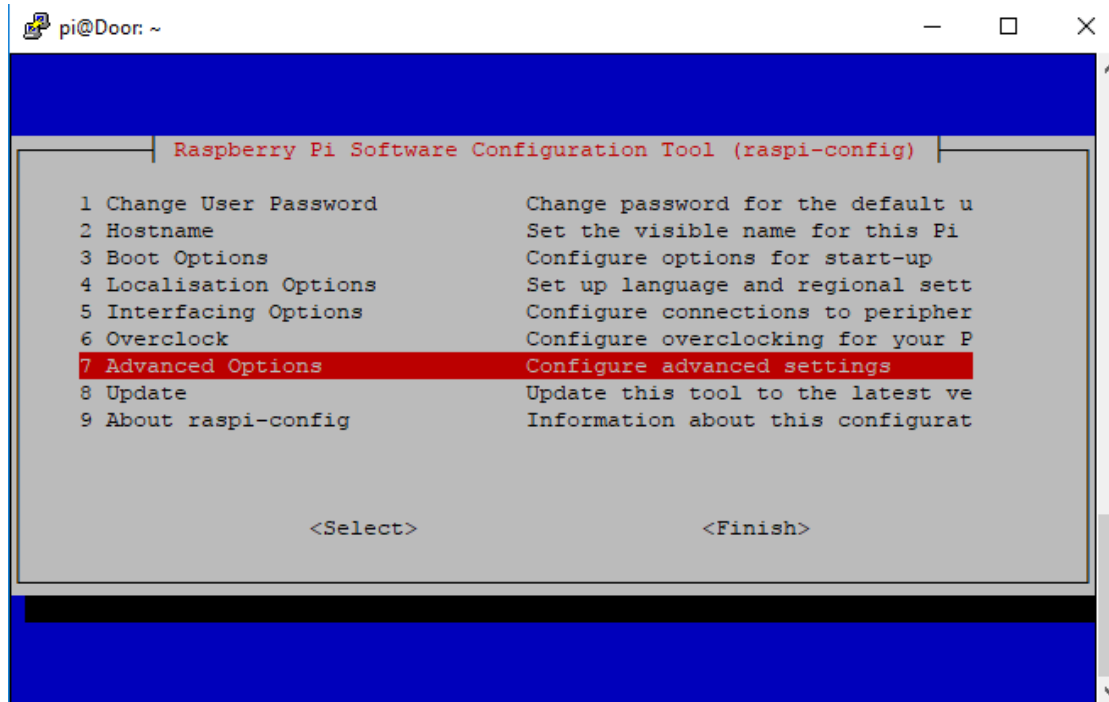 pi@Door: ~
Raspberry Pi Software Configuration Tool (raspi-config)
1 Change User Password Change password for the default u
2 Hostname Set the visible name for this Pi
3 Boot Options Configure options for start-up
4 Localisation Options Set up language and regional sett
5 Interfacing Options Configure connections to peripher
6 Overclock Configure overclocking for your P
7 Advanced Options Configure advanced settings
8 Update Update this tool to the latest ve
9 About raspi-config Information about this configurat
<Select> <Finish>